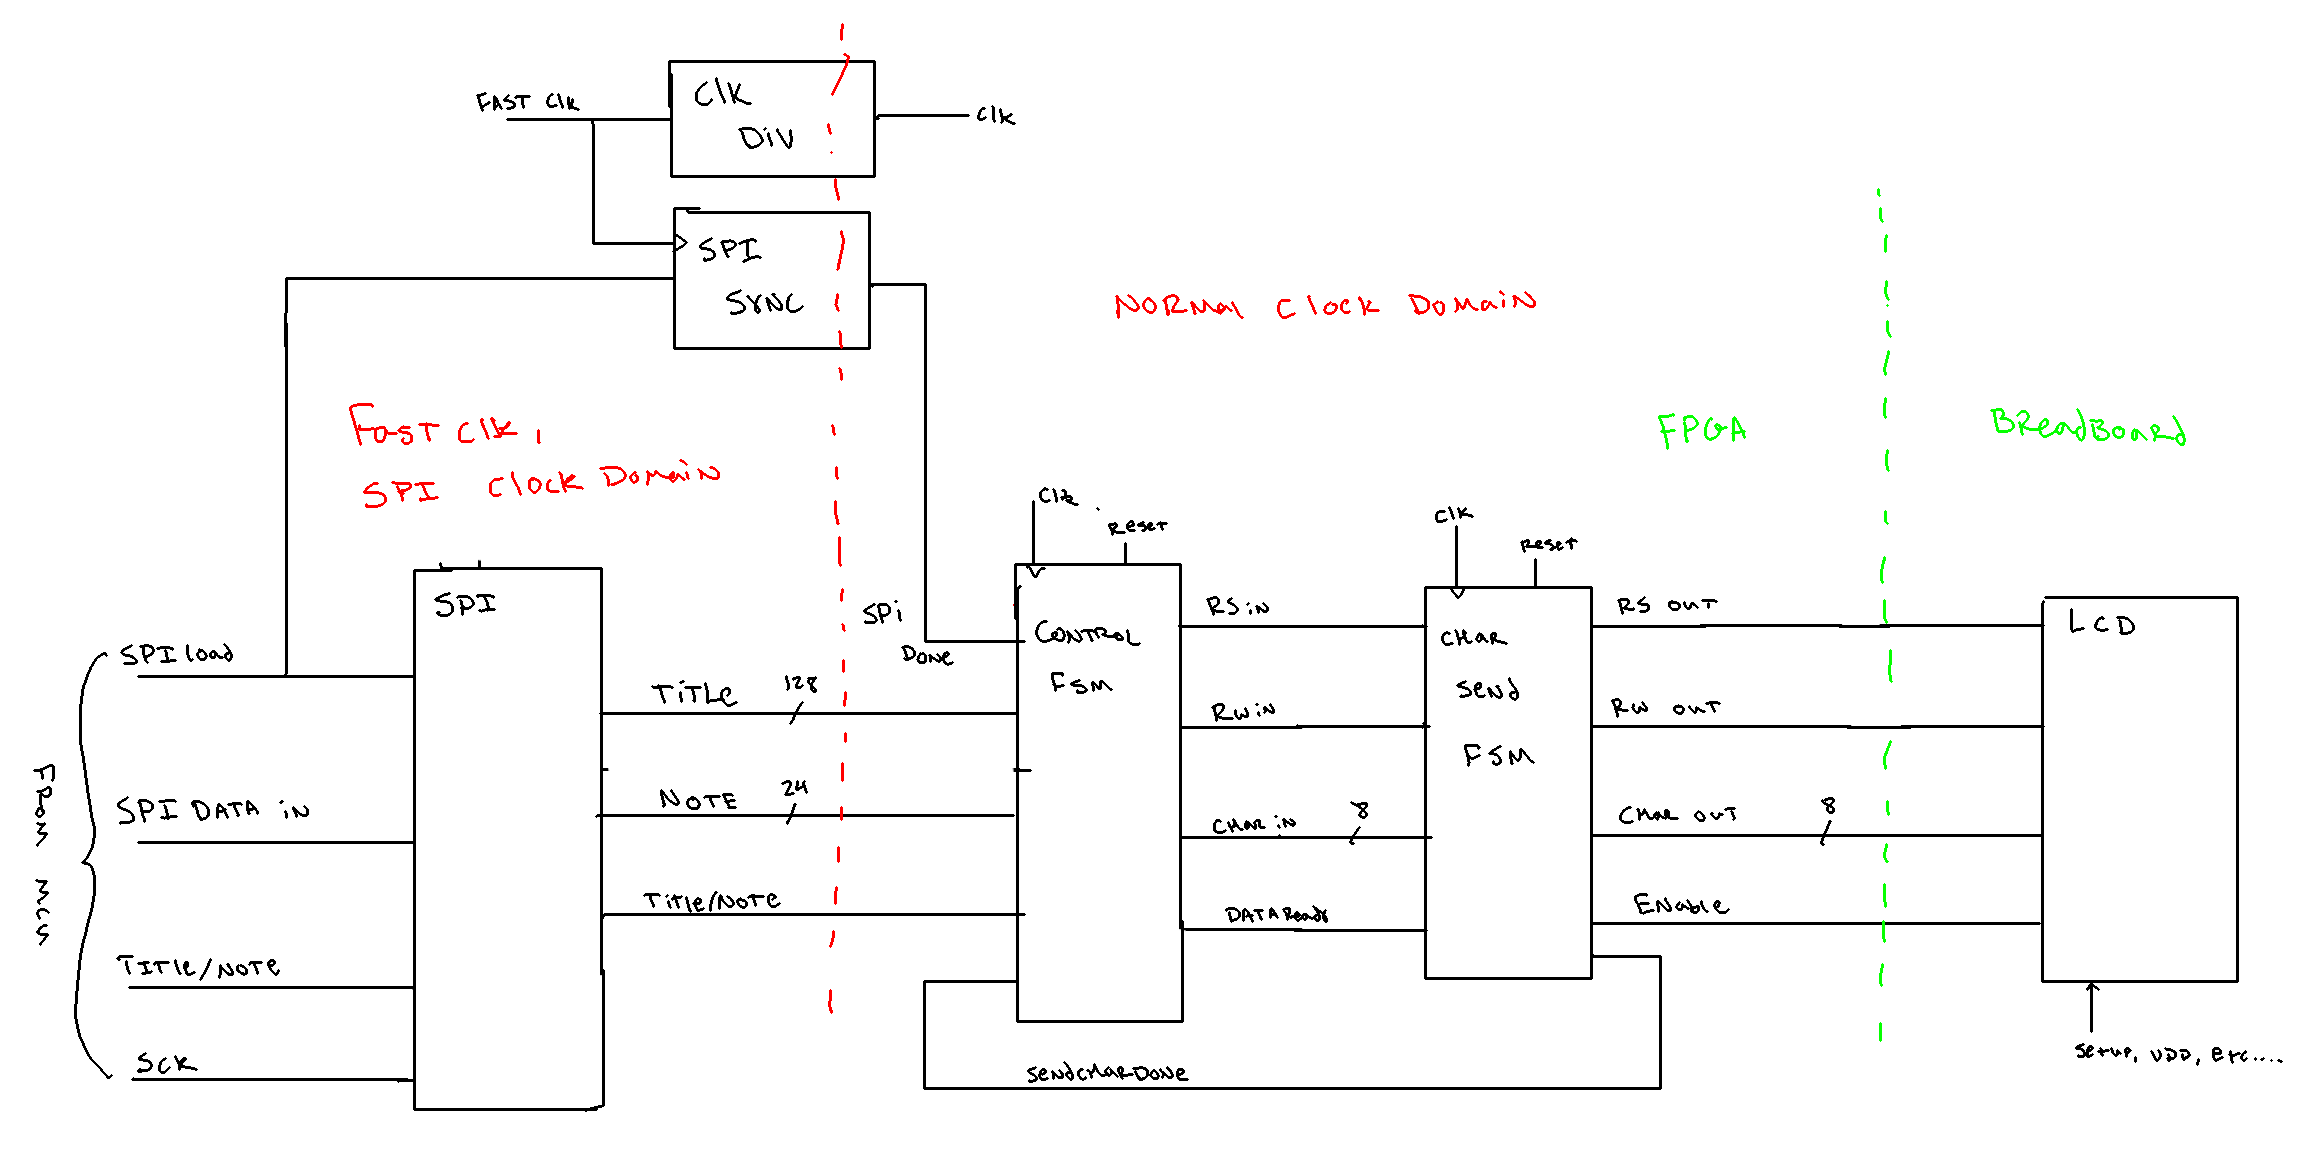 FAST Clk
Clk
DIV
Clk
SPI
SYNC
NORMAL Clock DOMAIN
Fast Clk,
SPI Clock Domain
FPGA
BreadBoard
Clk
Reset
Clk
Reset
SPI
SPi
DONe
CONTROL
FSM
RS iN
RS OUT
CHAR
SeND
FSM
LCD
SPI load
TiTLe
128
RW iN
RW OUT
SPI DATA iN
NOTE
24
CHAR iN
8
CHAR OUT
8
FROM MCS
Title/NOTE
DATA Ready
ENable
TITle/NOTe
SCK
SeNdCHARDONe
Setup, VDD, etc....